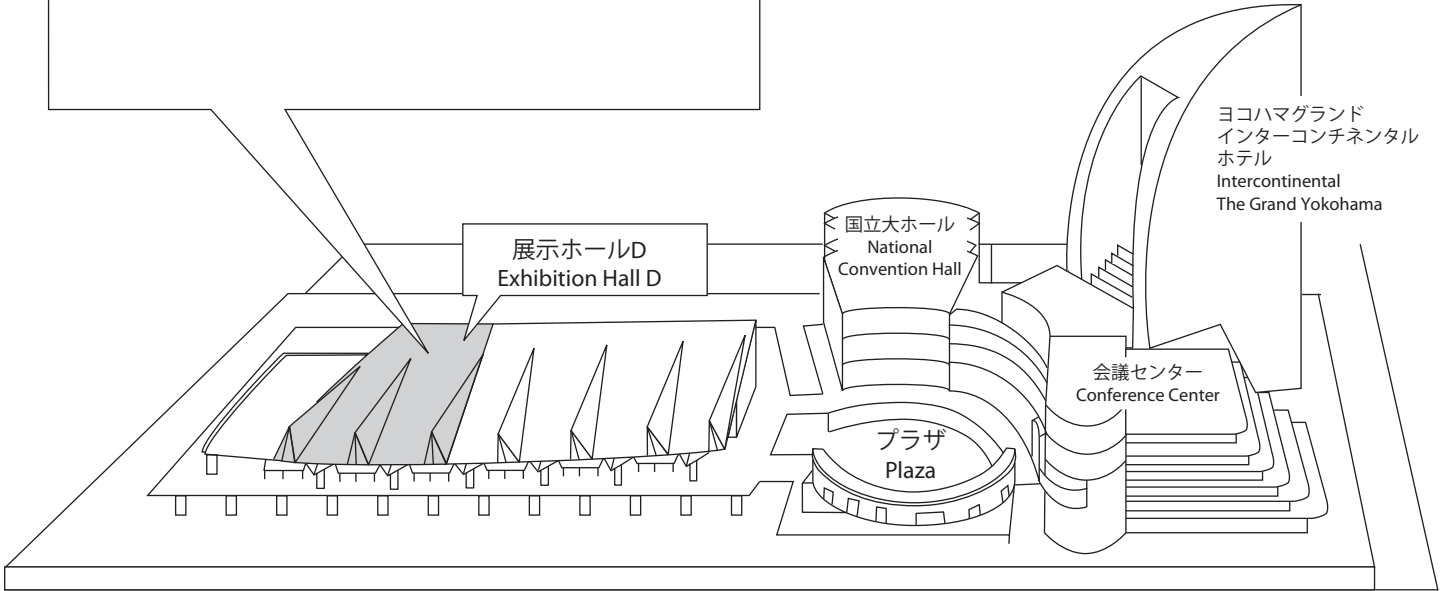 展示ホールD
Exhibition Hall D
国立大ホール
National
Convention Hall
ヨコハマグランド
インターコンチネンタル
ホテル
Intercontinental
The Grand Yokohama
会議センター
Conference Center
プラザ
Plaza